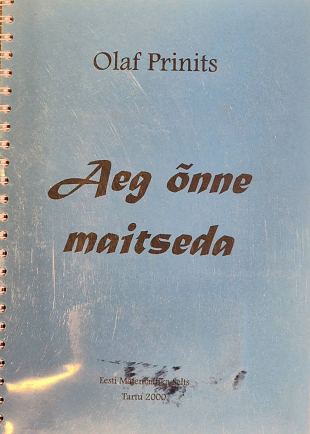 Olaf Prinits
Aeg õnne
maitseda
Eesti Matemaatika Selts
Tartu 2000